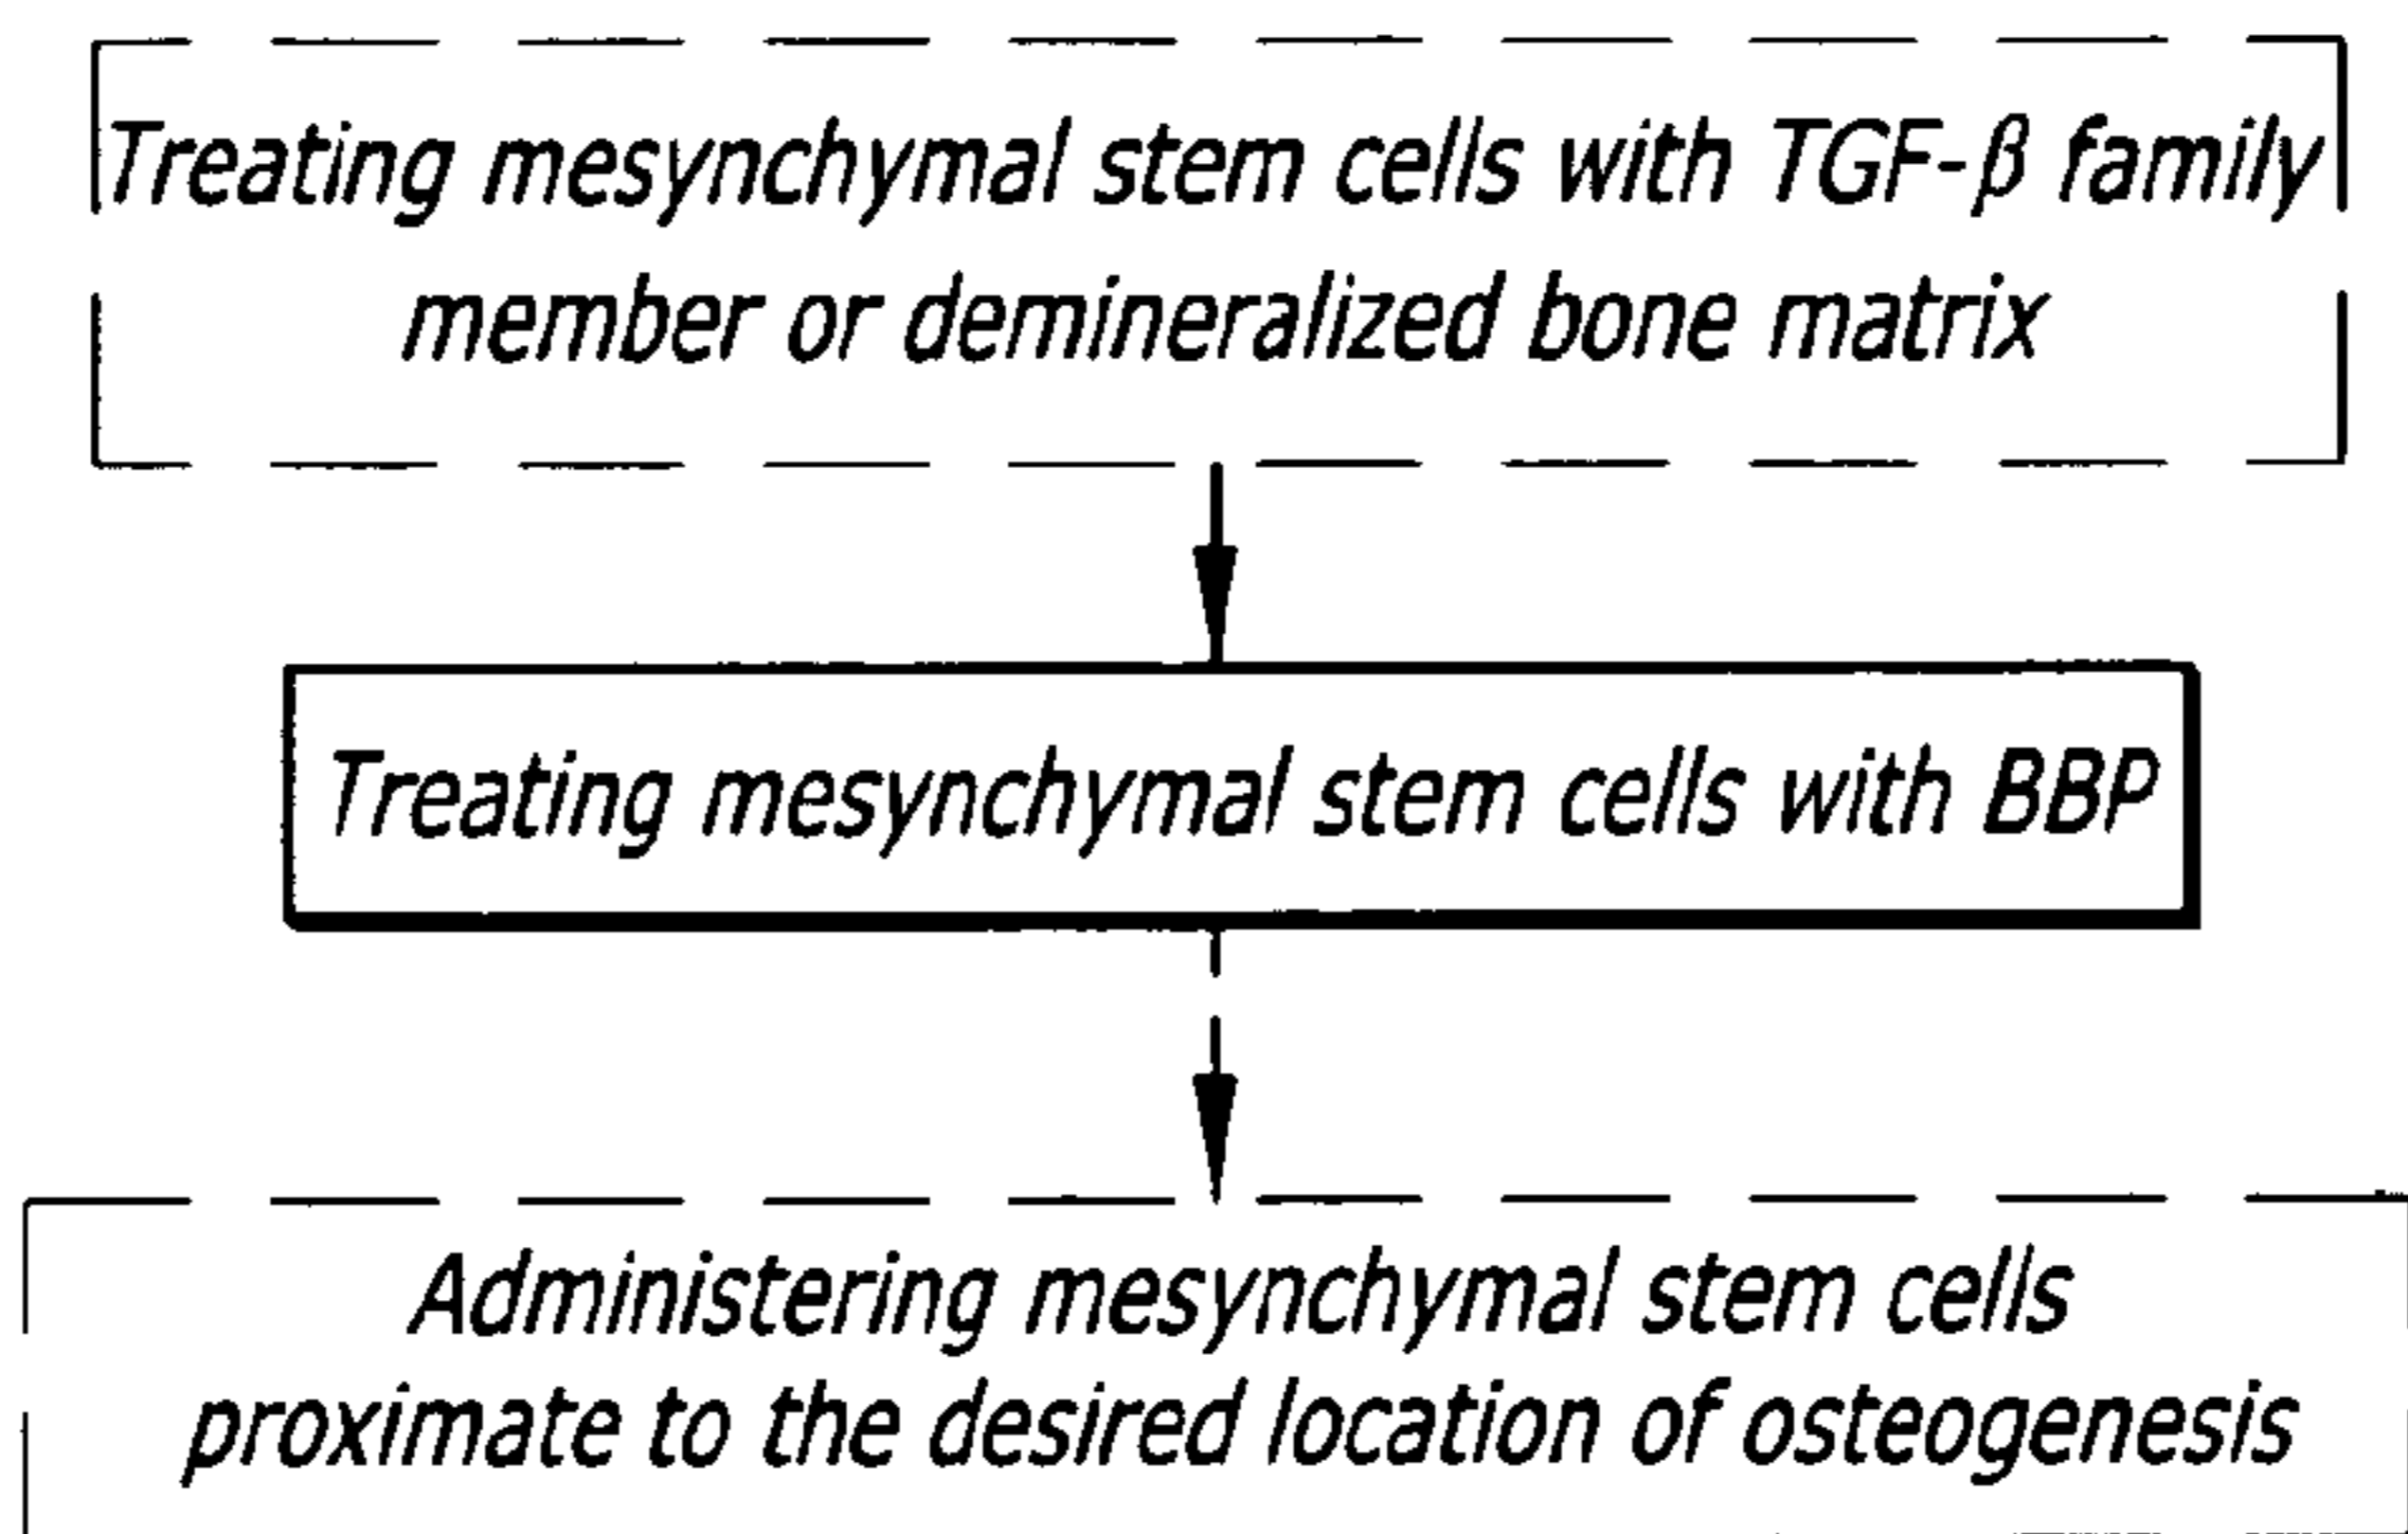 Treating mesynchymal stem cells with TGF-β family
member or demineralized bone matrix
Treating mesynchymal stem cells with BBP
Administering mesynchymal stem cells
proximate to the desired location of osteogenesis